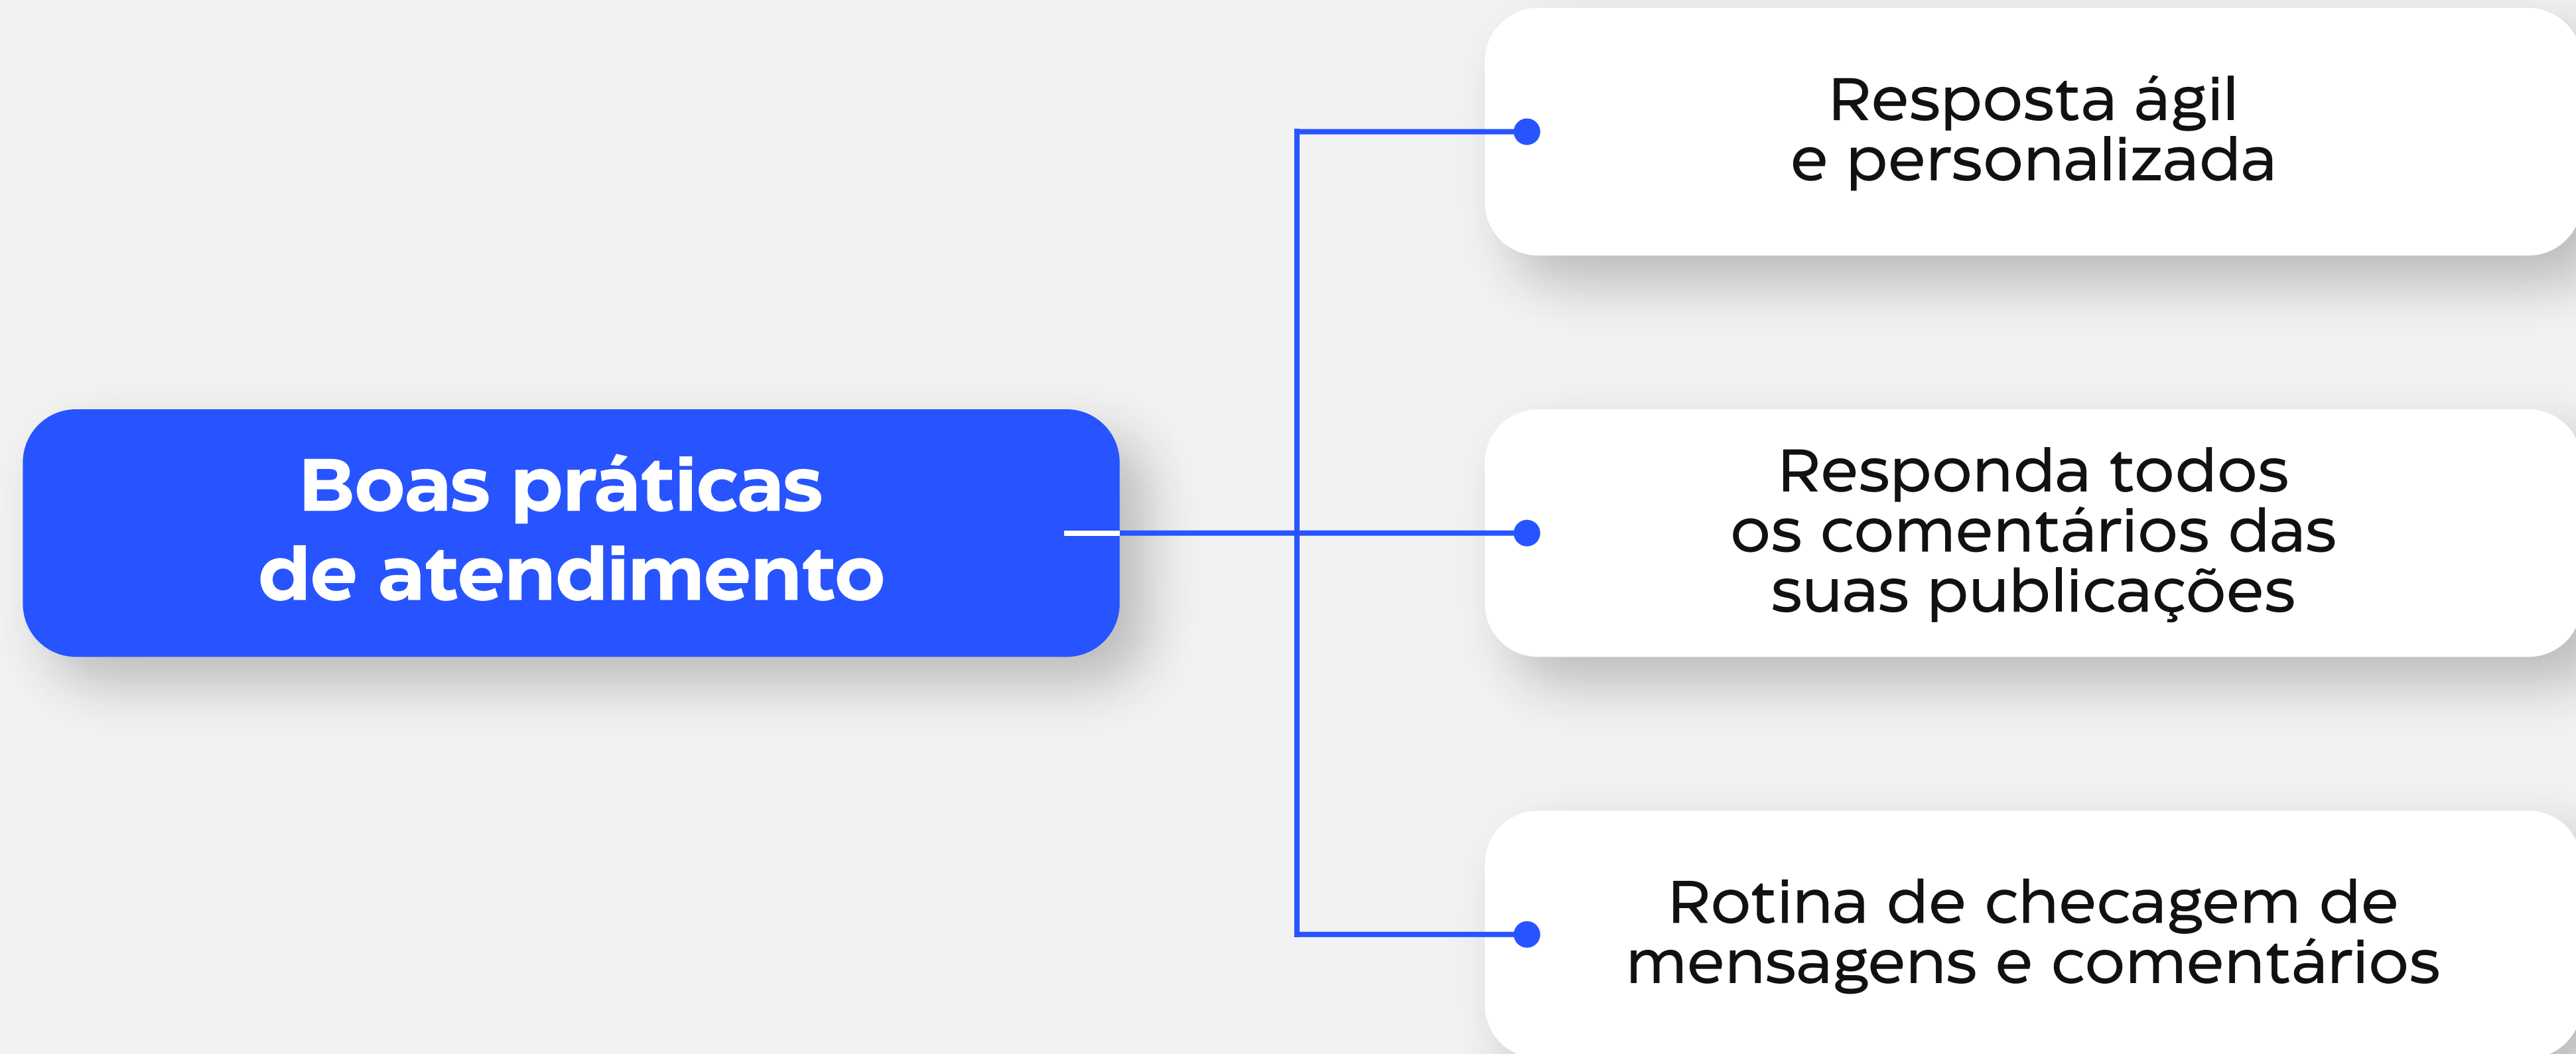 Boas práticas
de atendimento
Resposta ágil
e personalizada
Responda todos
os comentários das
suas publicações
Rotina de checagem de
mensagens e comentários